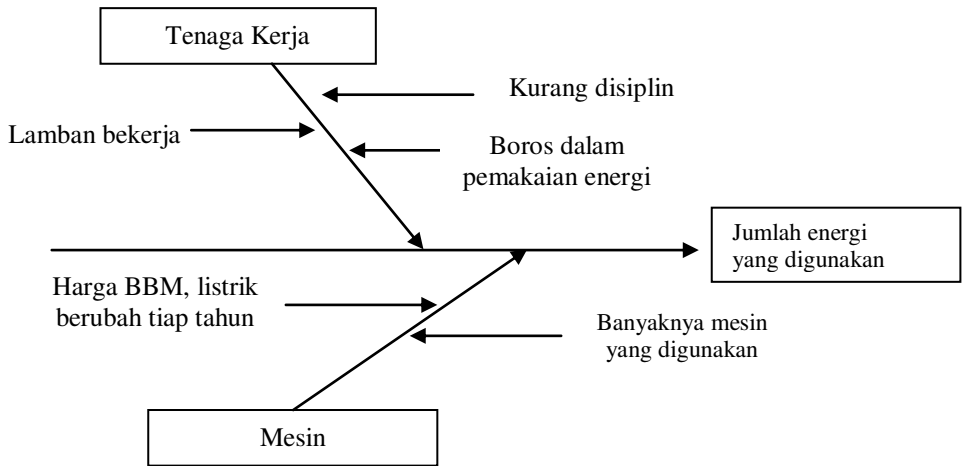 Tenaga Kerja
Kurang disiplin
Lamban bekerja
Boros dalam
pemakaian energi
Jumlah energi
yang digunakan
Harga BBM, listrik
berubah tiap tahun
Banyaknya mesin
yang digunakan
Mesin